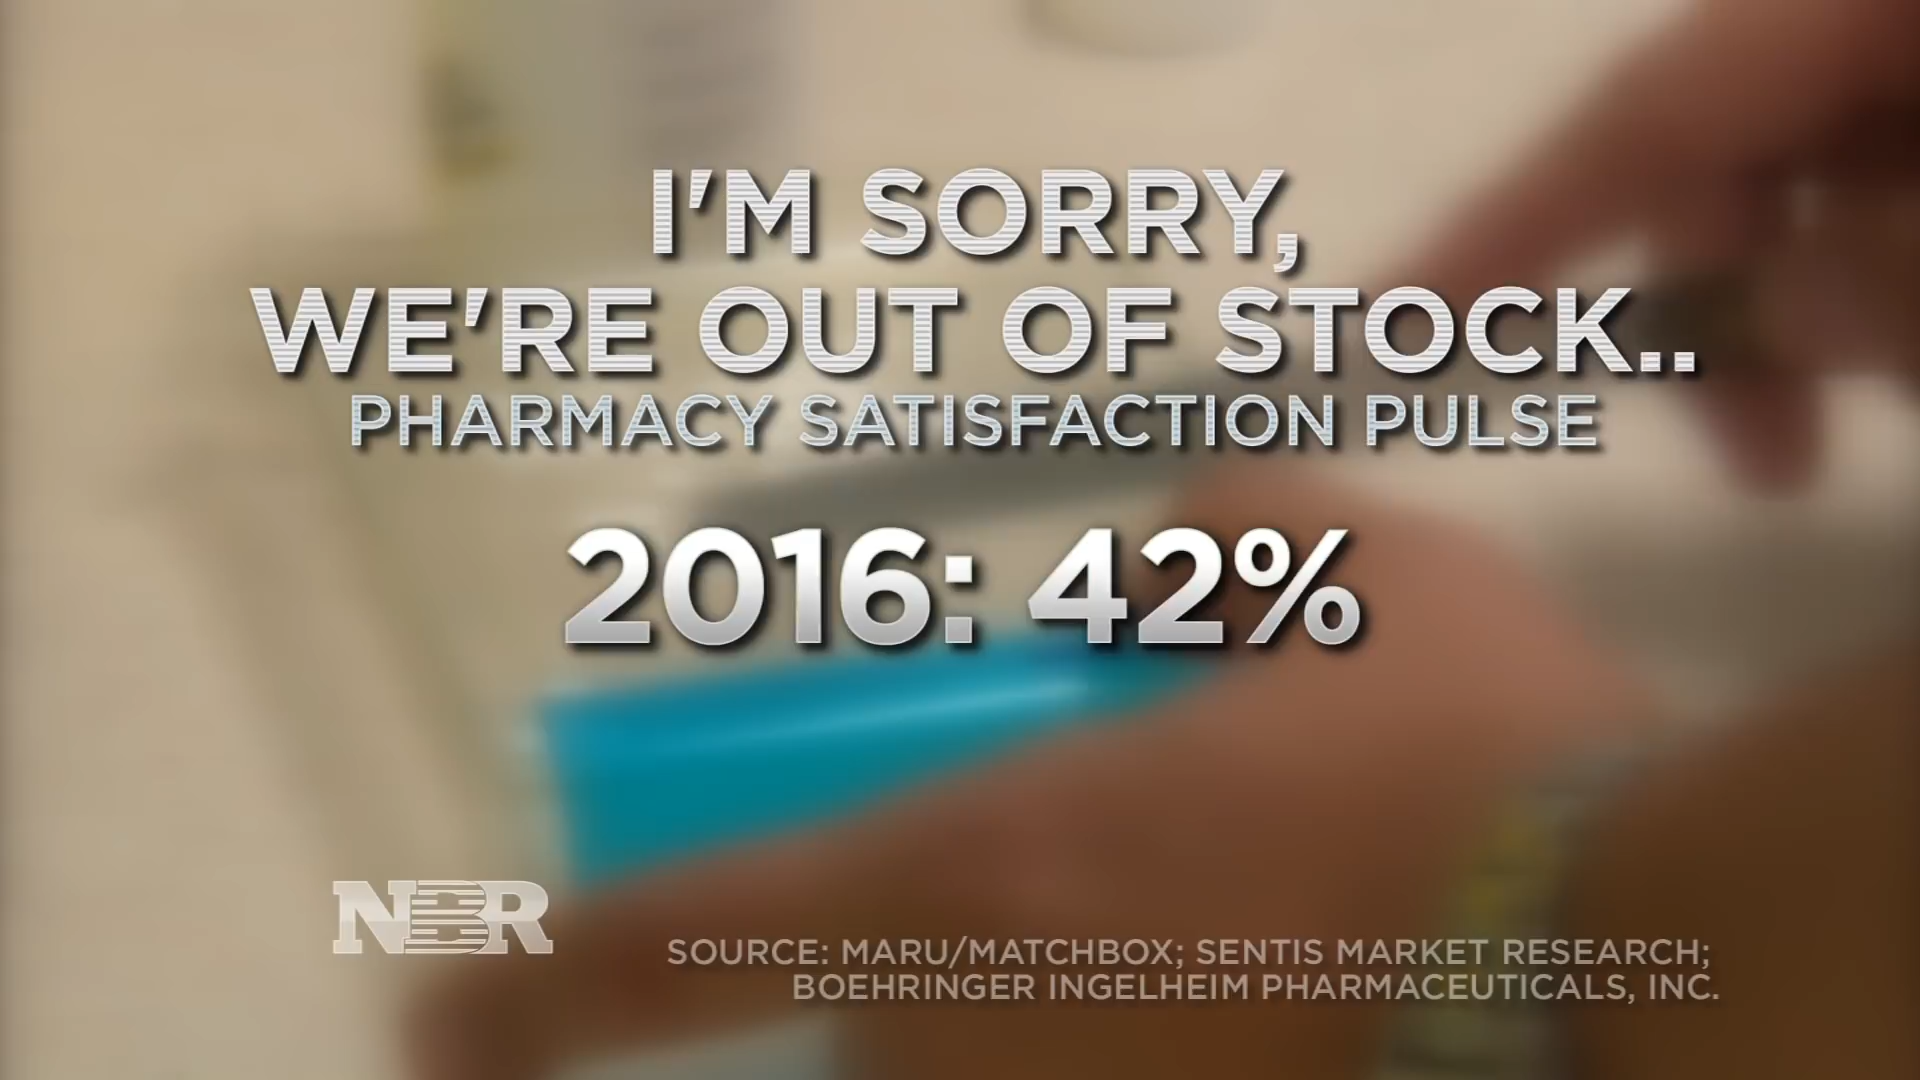 I'M SORRY,
WE'RE OUT OF STOCK..
PHARMACY SATISFACTION PULSE
2016: 42%
NBR
SOURCE: MARU/MATCHBOX; SENTIS MARKET RESEARCH;
BOEHRINGER INGELHEIM PHARMACEUTICALS, INC.